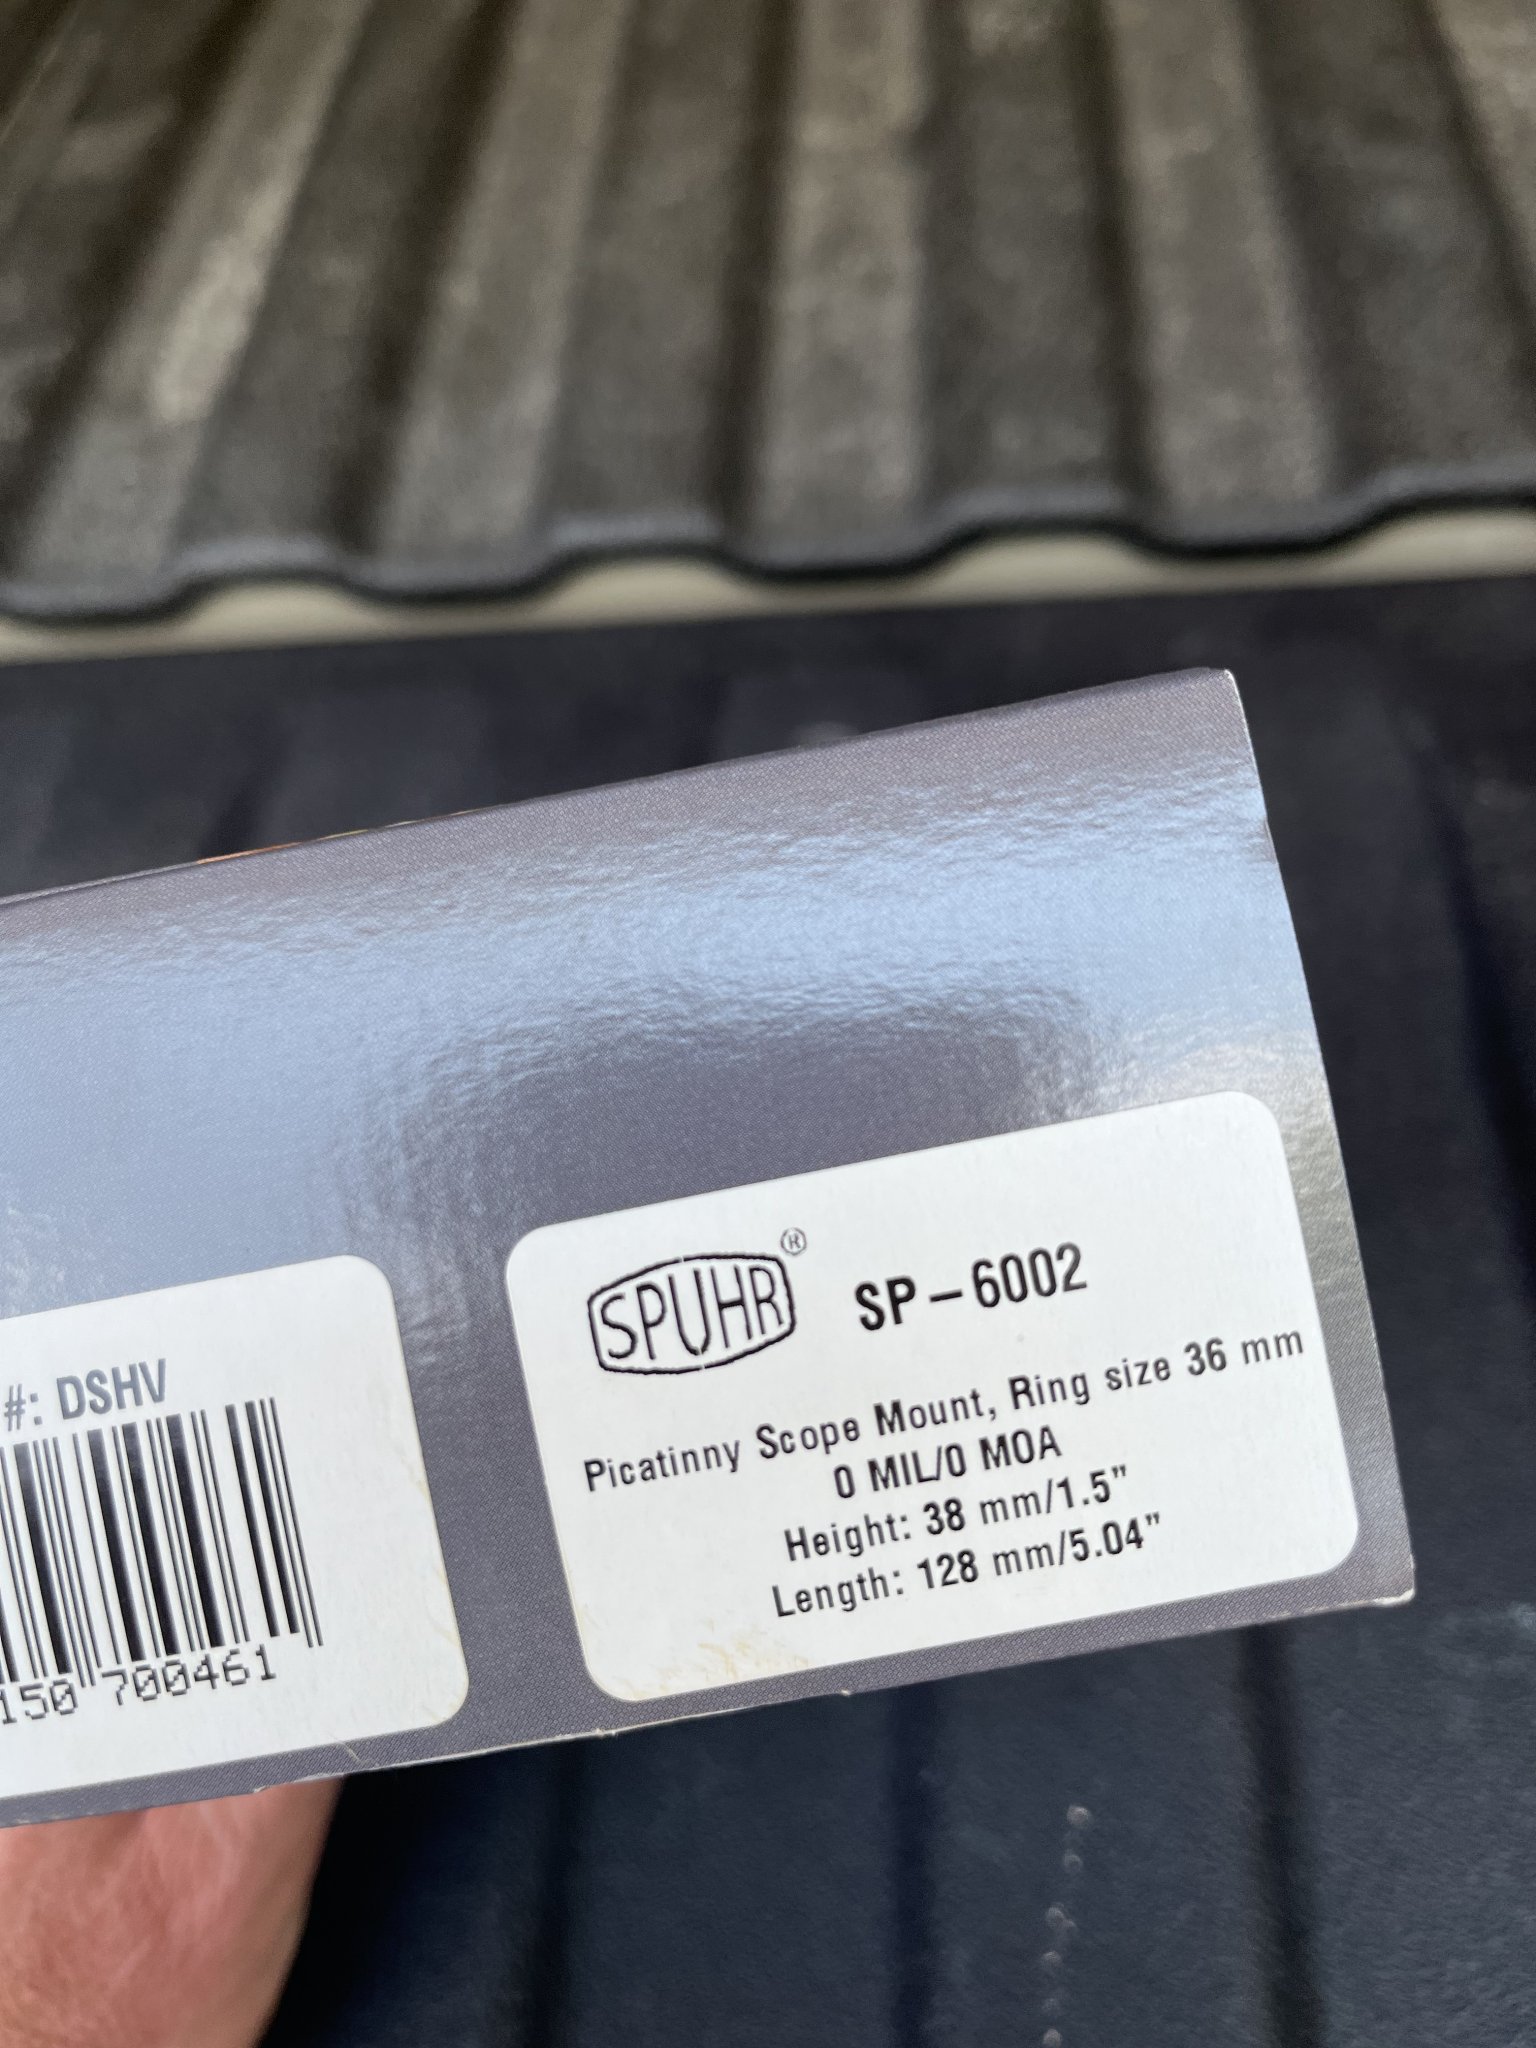 #: DSHV
150 700461
SPUHR®
SP-6002
Picatinny Scope Mount, Ring size 36 mm
0 MIL/0 MOA
Height: 38 mm/1.5”
Length: 128 mm/5.04”